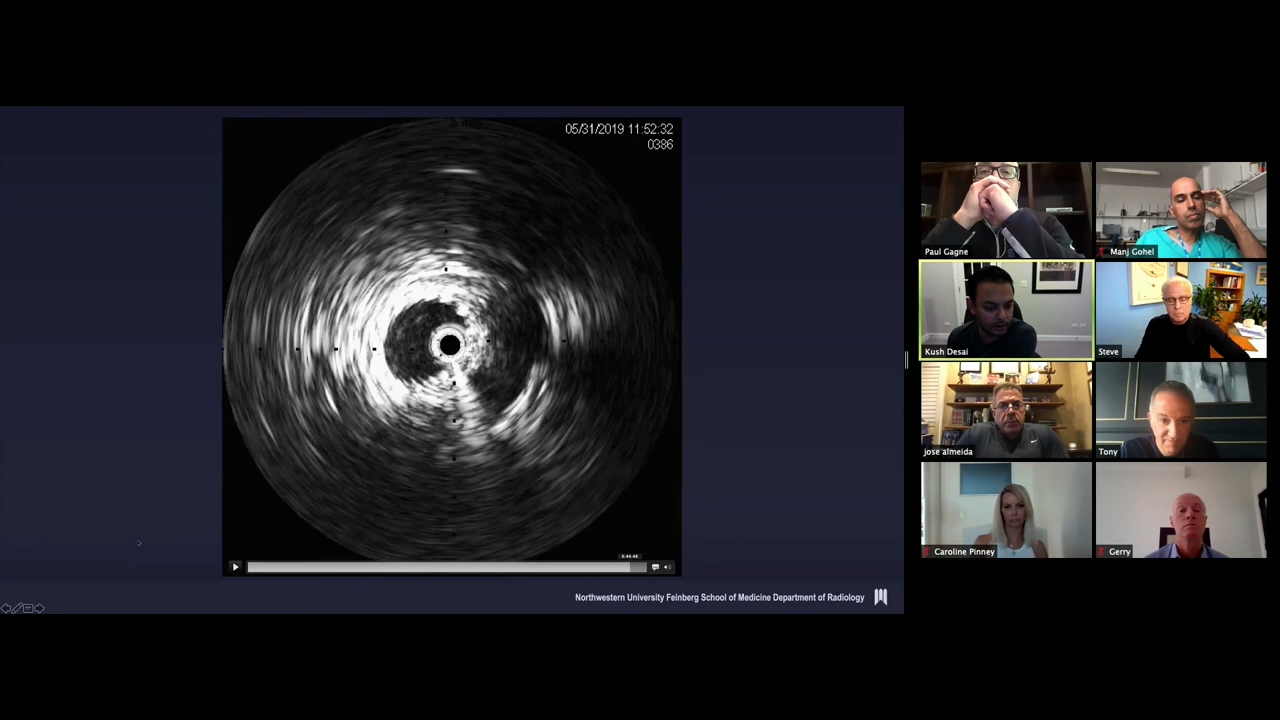 05/31/2019 11:52:32
0386
Northwestern University Feinberg School of Medicine Department of Radiology
Paul Gagne
Manj Gohel
Kush Desai
Steve
jose almeida
Tony
Caroline Pinney
Gerry